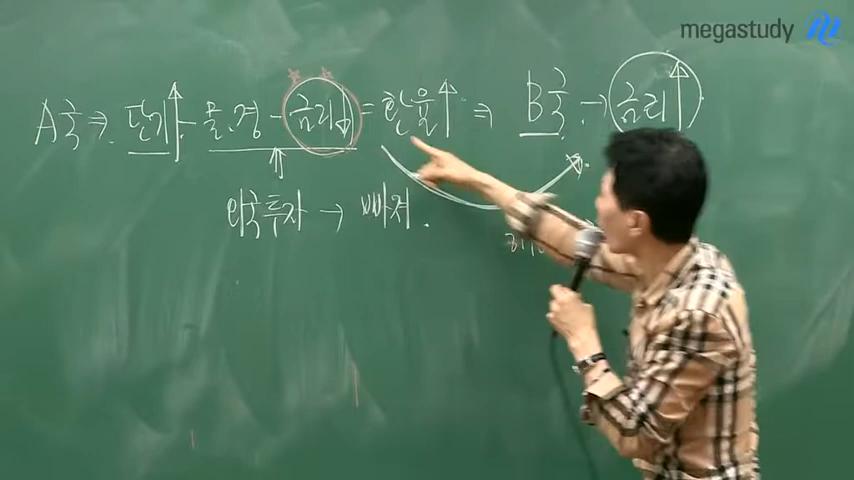 megastudy
A국 ⇒ 단기↑ - 불.경 - 금리↓ = 환율↑ ⇒ B국 → 금리↑
외국투자 → 빠져.